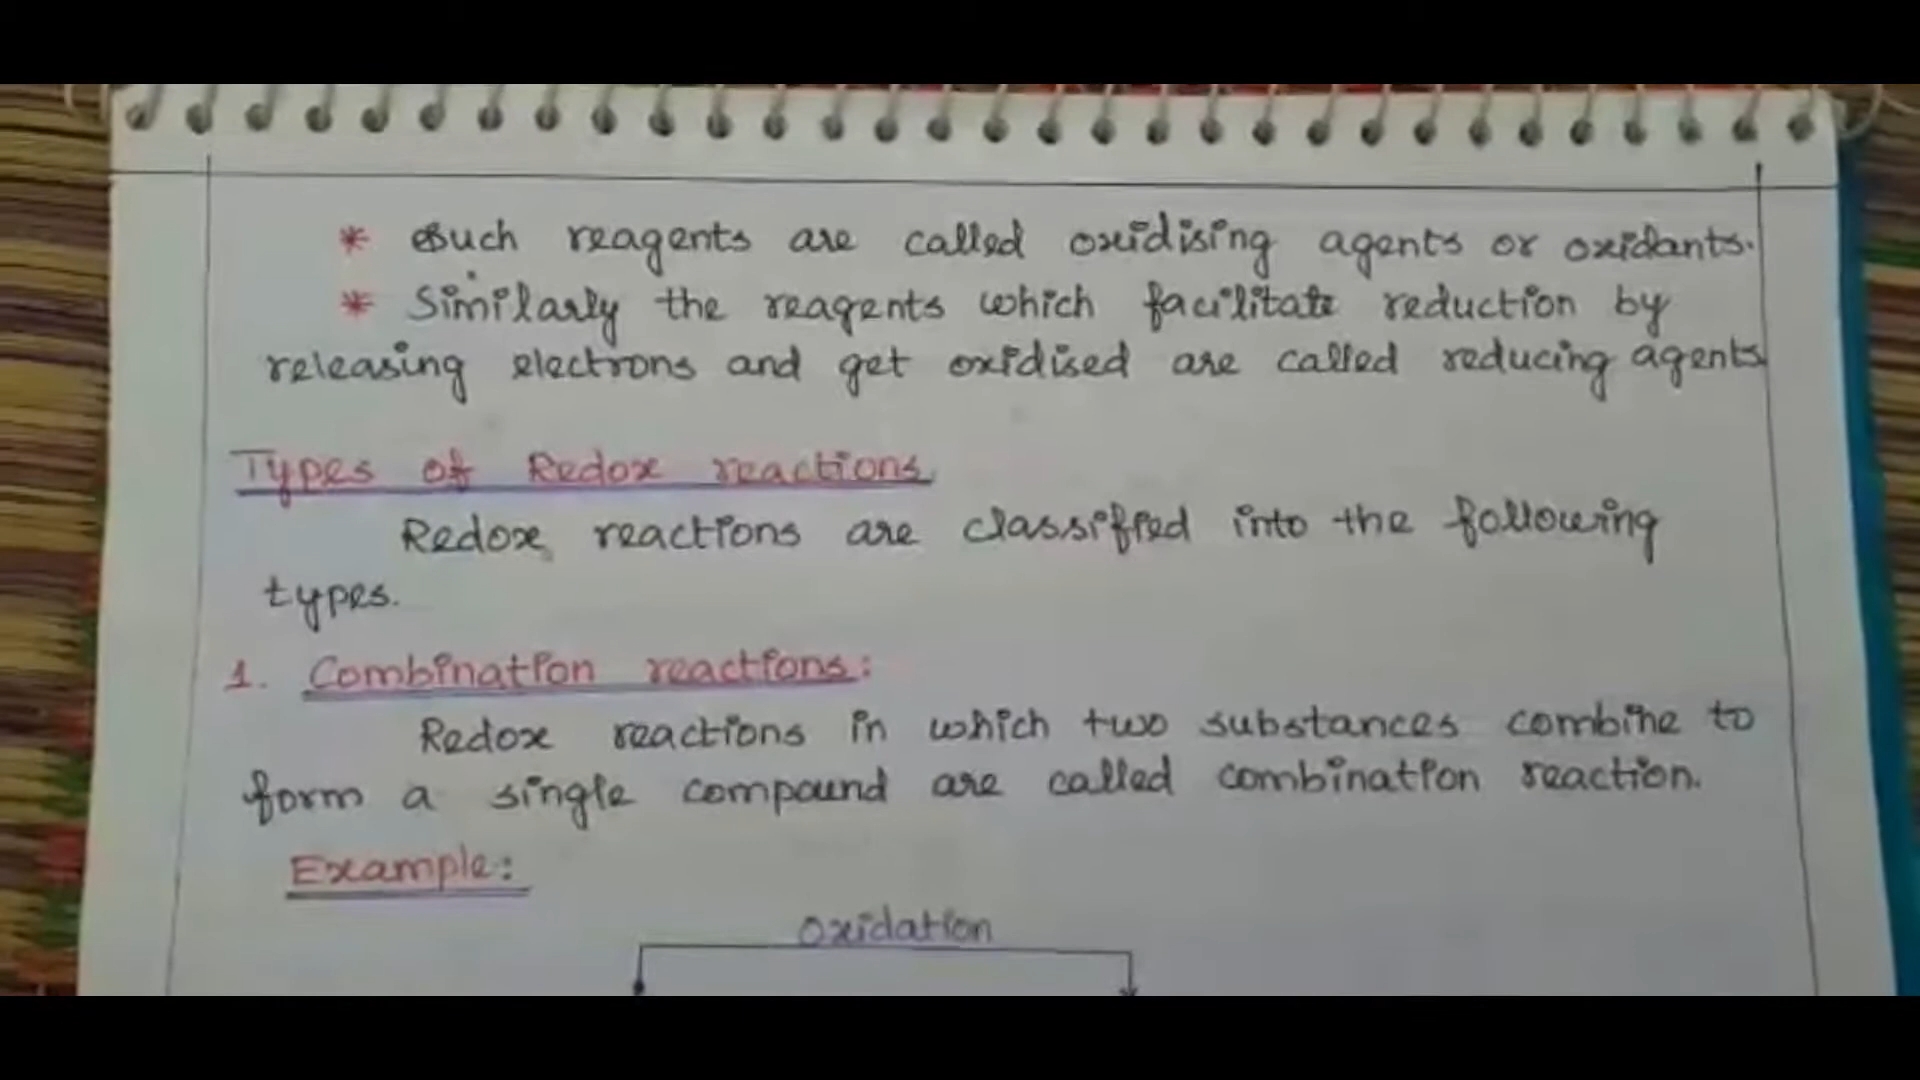 * Such reagents are called oxidising agents or oxidants.
* Similarly the reagents which facilitate reduction by
releasing electrons and get oxidised are called reducing agents
Types of Redox reactions
Redox reactions are classified into the following
types.
1. Combination reactions:
Redox reactions in which two substances combine to
form a single compound are called combination reaction.
Example:
Oxidation